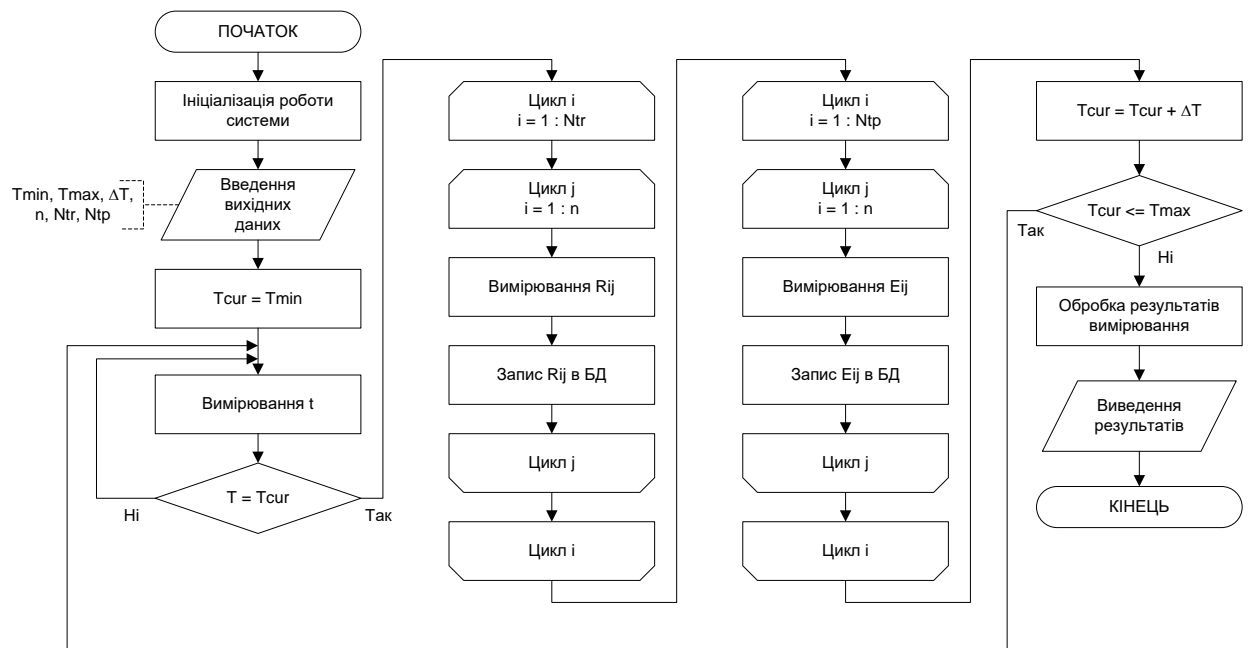 ПОЧАТОК
Ініціалізація роботи
системи
Tmin, Tmax, ΔT,
n, Ntr, Ntp
Введення
вихідних
даних
Tcur = Tmin
Вимірювання t
T = Tcur
Ні
Так
Цикл i
i = 1 : Ntr
Цикл j
i = 1 : n
Вимірювання Rij
Запис Rij в БД
Цикл j
Цикл i
Цикл i
i = 1 : Ntp
Цикл j
i = 1 : n
Вимірювання Eij
Запис Eij в БД
Цикл j
Цикл i
Tcur = Tcur + ΔT
Tcur <= Tmax
Так
Ні
Обробка результатів
вимірювання
Виведення
результатів
КІНЕЦЬ